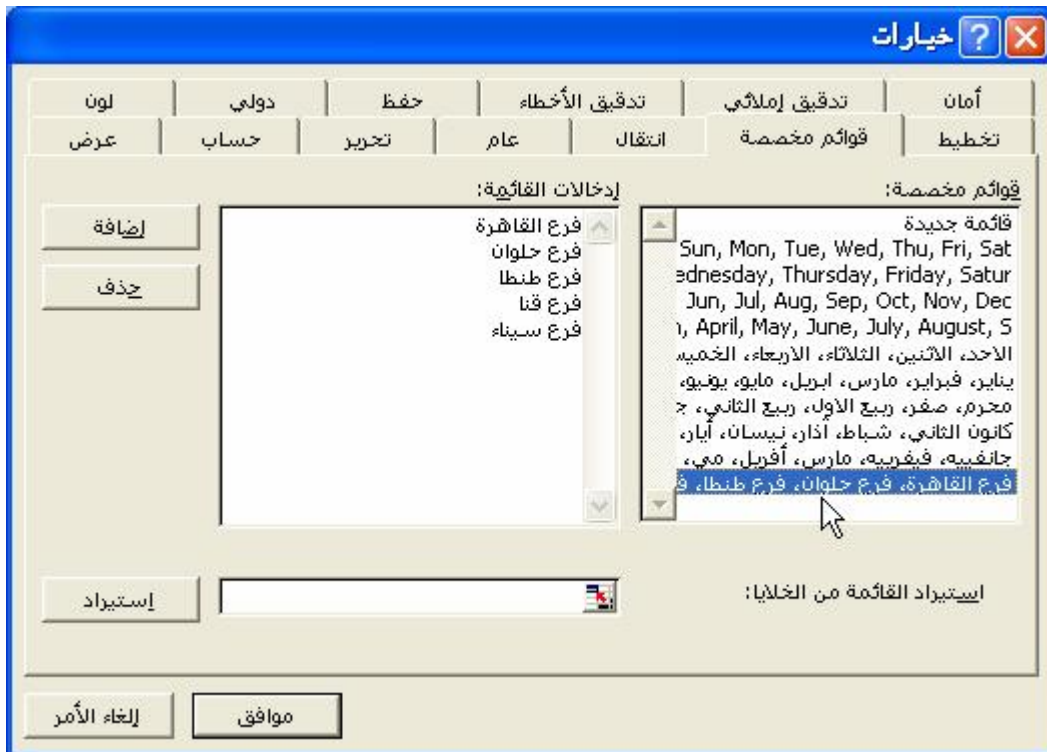 خيارات
أمان تدقيق إملائي تدقيق الأخطاء حفظ دولي لون
تخطيط قوائم مخصصة انتقال عام تحرير حساب عرض
قوائم مخصصة:
قائمة جديدة
Sun, Mon, Tue, Wed, Thu, Fri, Sat
ednesday, Thursday, Friday, Satur
Jun, Jul, Aug, Sep, Oct, Nov, Dec
, April, May, June, July, August, S
الاحد، الاثنين، الثلاثاء، الاربعاء، الخميس
يناير، فبراير، مارس، ابريل، مايو، يونيو،
محرم، صفر، ربيع الاول، ربيع الثاني، ج
كانون الثاني، شباط، آذار، نيسان، أيار،
جانفييه، فيفرييه، مارس، أفريل، مي،
فرع القاهرة، فرع حلوان، فرع طنطا، ف
إدخالات القائمة:
فرع القاهرة
فرع حلوان
فرع طنطا
فرع قنا
فرع سيناء
إضافة
حذف
استيراد القائمة من الخلايا:
إستيراد
موافق
إلغاء الأمر